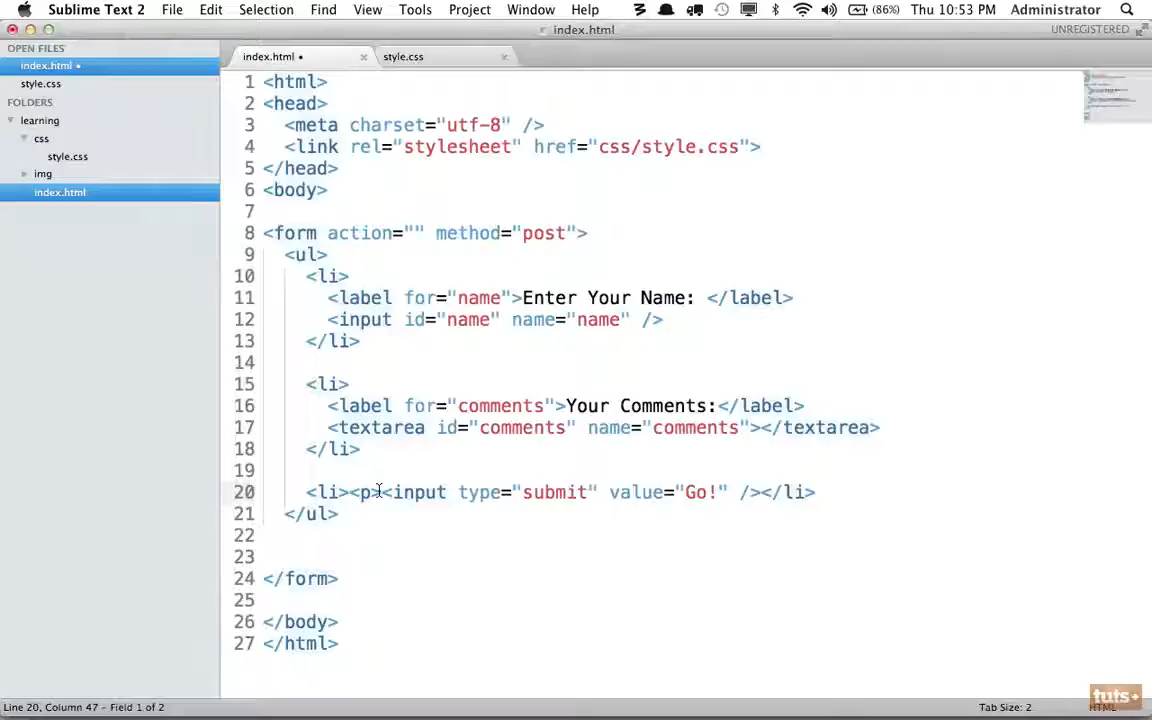 Sublime Text 2 File Edit Selection Find View Tools Project Window Help (86%) Thu 10:53 PM Administrator
index.html UNREGISTERED
OPEN FILES
index.html
style.css
FOLDERS
learning
css
style.css
img
index.html
index.html style.css
1 <html>
2 <head>
3 <meta charset="utf-8" />
4 <link rel="stylesheet" href="css/style.css">
5 </head>
6 <body>
7
8 <form action="" method="post">
9 <ul>
10 <li>
11 <label for="name">Enter Your Name: </label>
12 <input id="name" name="name" />
13 </li>
14
15 <li>
16 <label for="comments">Your Comments:</label>
17 <textarea id="comments" name="comments"></textarea>
18 </li>
19
20 <li><p><input type="submit" value="Go!" /></li>
21 </ul>
22
23
24 </form>
25
26 </body>
27 </html>
Line 20, Column 47 - Field 1 of 2 Tab Size: 2 HTML
tuts+